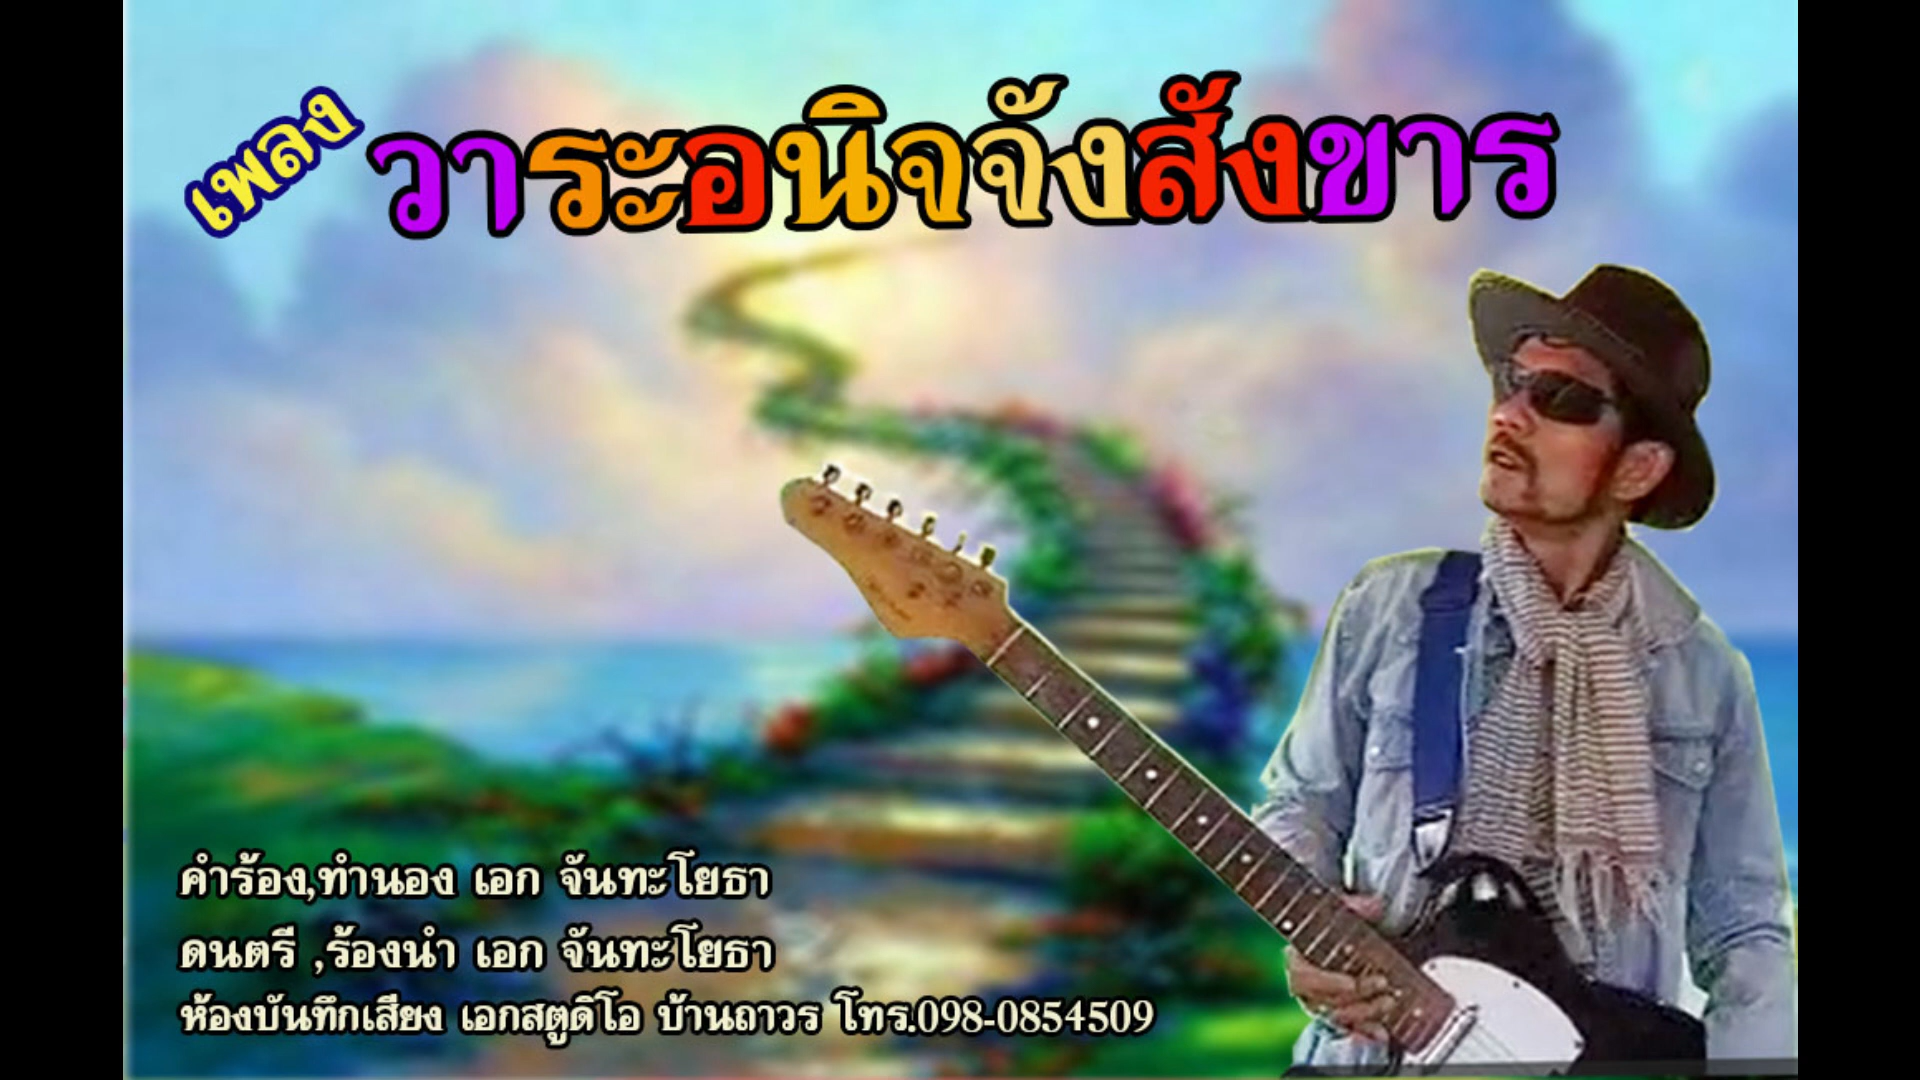 เพลง วาระอนิจจังสังขาร
คำร้อง,ทำนอง เอก จันทะโยธา
ดนตรี ,ร้องนำ เอก จันทะโยธา
ห้องบันทึกเสียง เอกสตูดิโอ บ้านถาวร โทร.098-0854509